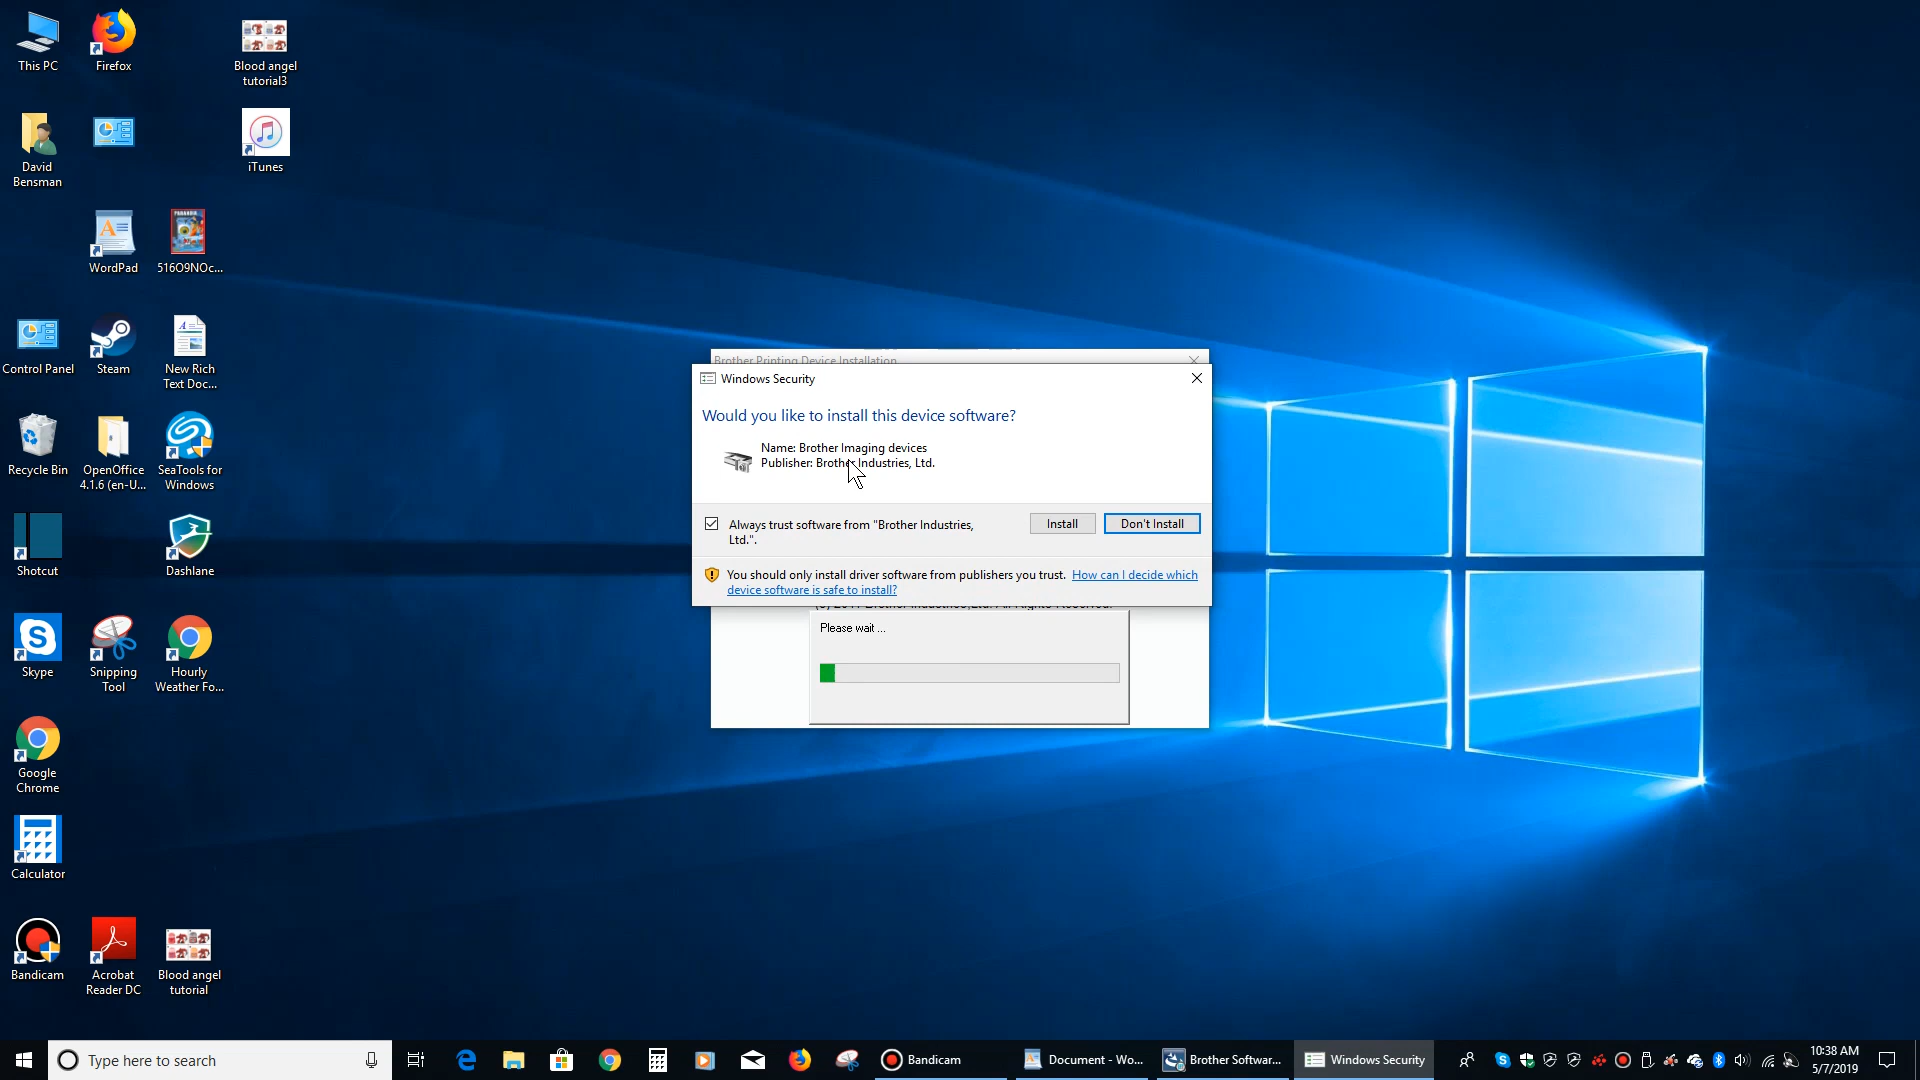 This PC
Firefox
Blood angel
tutorial3
David
Bensman
iTunes
WordPad
516O9NOc...
Control Panel
Steam
New Rich
Text Doc...
Recycle Bin
OpenOffice
4.1.6 (en-U...
SeaTools for
Windows
Shotcut
Dashlane
Skype
Snipping
Tool
Hourly
Weather Fo...
Google
Chrome
Calculator
Bandicam
Acrobat
Reader DC
Blood angel
tutorial
Brother Printing Device Installation
Windows Security
Would you like to install this device software?
Name: Brother Imaging devices
Publisher: Brother Industries, Ltd.
Always trust software from "Brother Industries,
Ltd.".
Install
Don't Install
You should only install driver software from publishers you trust. How can I decide which
device software is safe to install?
Brother Industries,Ltd. All Rights Reserved.
Please wait ...
Type here to search
Bandicam
Document - Wo...
Brother Softwar...
Windows Security
10:38 AM
5/7/2019